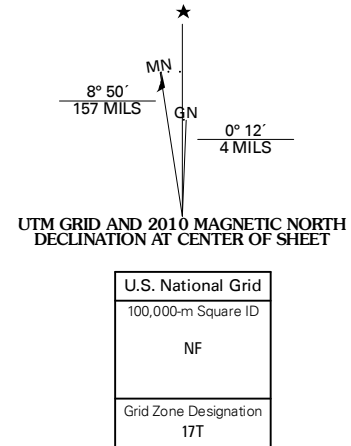 MN
8° 50´
157 MILS
GN
0° 12´
4 MILS
UTM GRID AND 2010 MAGNETIC NORTH
DECLINATION AT CENTER OF SHEET
U.S. National Grid
100,000-m Square ID
NF
Grid Zone Designation
17T